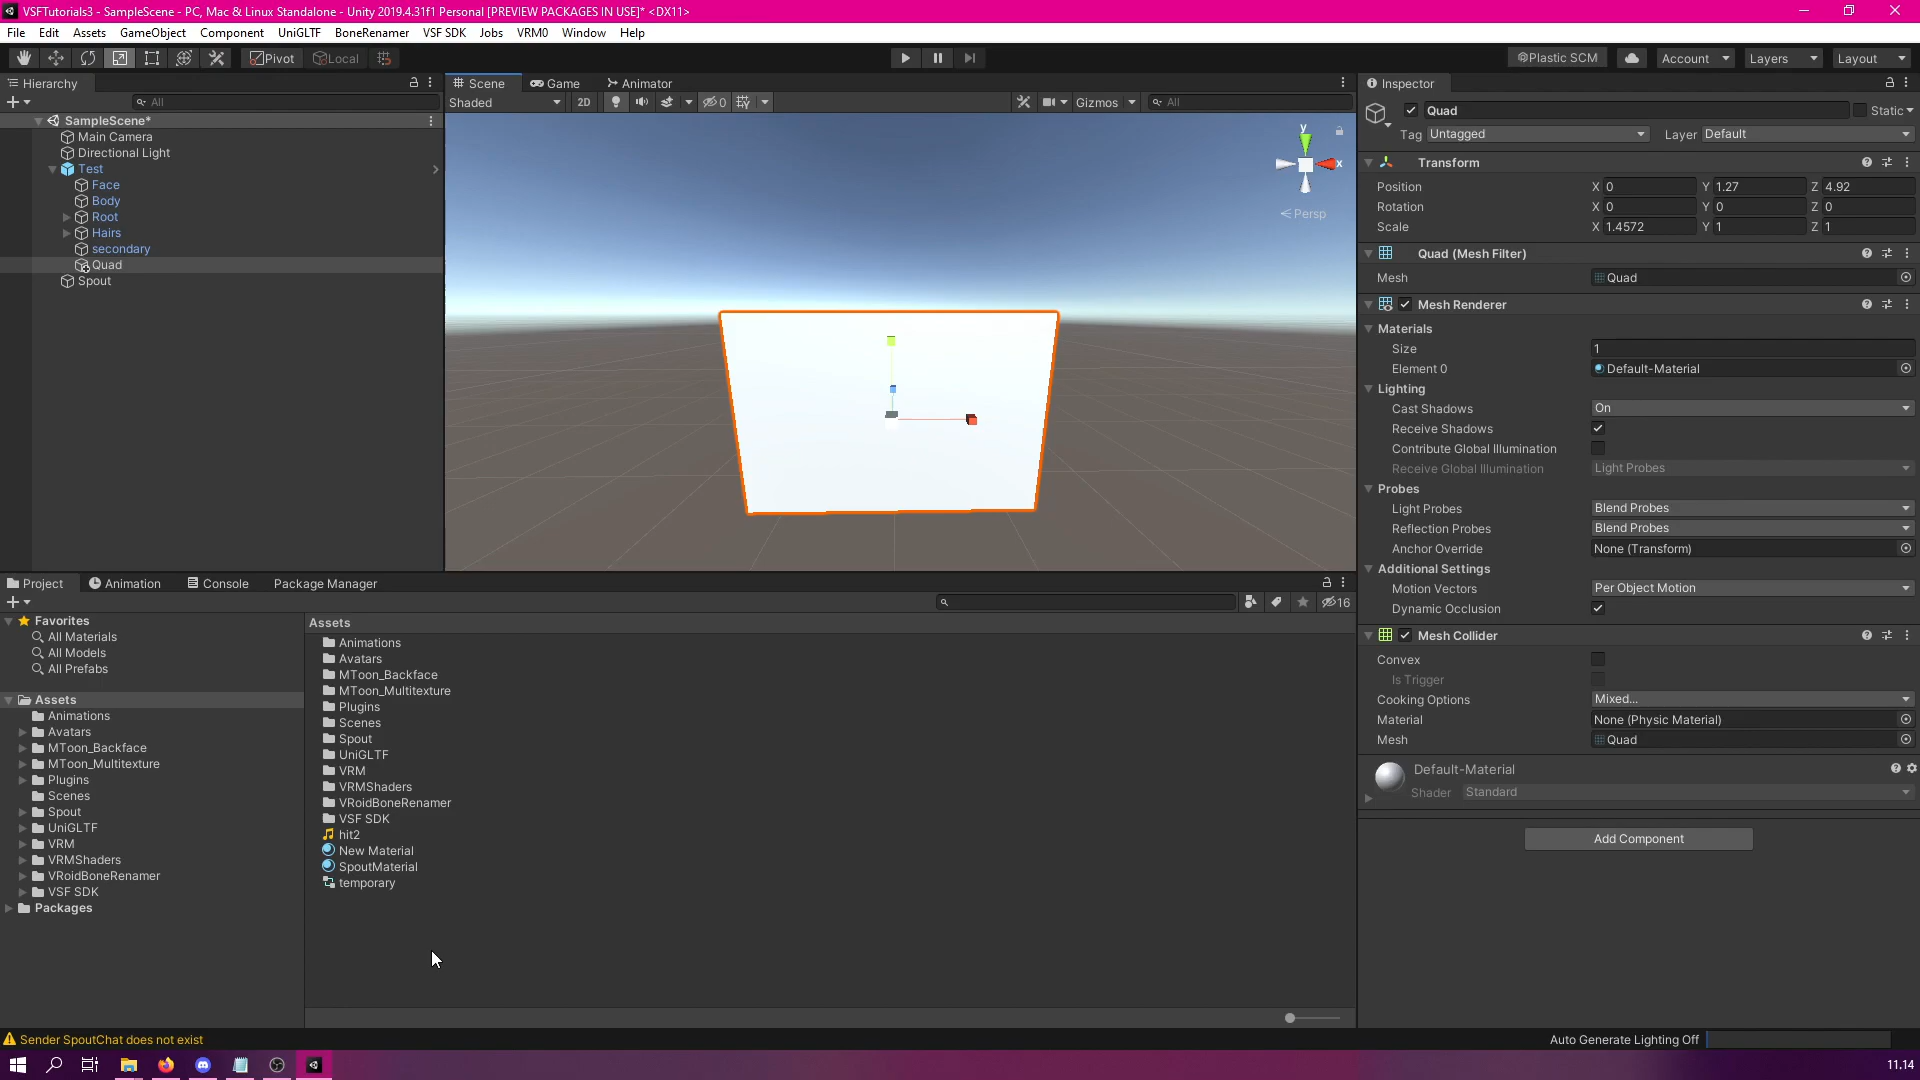 VSFTutorials3 - SampleScene - PC, Mac & Linux Standalone - Unity 2019.4.31f1 Personal [PREVIEW PACKAGES IN USE]* <DX11>
File Edit Assets GameObject Component UniGLTF BoneRenamer VSF SDK Jobs VRM0 Window Help
Pivot Local Plastic SCM Account Layers Layout
Hierarchy
All
SampleScene*
Main Camera
Directional Light
Test
Face
Body
Root
Hairs
secondary
Quad
Spout
Scene Game Animator
Shaded 2D 0 Gizmos All
y
x
Persp
Inspector
Quad Static
Tag Untagged Layer Default
Transform
Position X 0 Y 1.27 Z 4.92
Rotation X 0 Y 0 Z 0
Scale X 1.4572 Y 1 Z 1
Quad (Mesh Filter)
Mesh Quad
Mesh Renderer
Materials
Size 1
Element 0 Default-Material
Lighting
Cast Shadows On
Receive Shadows
Contribute Global Illumination
Receive Global Illumination Light Probes
Probes
Light Probes Blend Probes
Reflection Probes Blend Probes
Anchor Override None (Transform)
Additional Settings
Motion Vectors Per Object Motion
Dynamic Occlusion
Mesh Collider
Convex
Is Trigger
Cooking Options Mixed...
Material None (Physic Material)
Mesh Quad
Default-Material
Shader Standard
Add Component
Project Animation Console Package Manager
16
Favorites
All Materials
All Models
All Prefabs
Assets
Animations
Avatars
MToon_Backface
MToon_Multitexture
Plugins
Scenes
Spout
UniGLTF
VRM
VRMShaders
VRoidBoneRenamer
VSF SDK
Packages
Assets
Animations
Avatars
MToon_Backface
MToon_Multitexture
Plugins
Scenes
Spout
UniGLTF
VRM
VRMShaders
VRoidBoneRenamer
VSF SDK
hit2
New Material
SpoutMaterial
temporary
Sender SpoutChat does not exist
Auto Generate Lighting Off
11.14